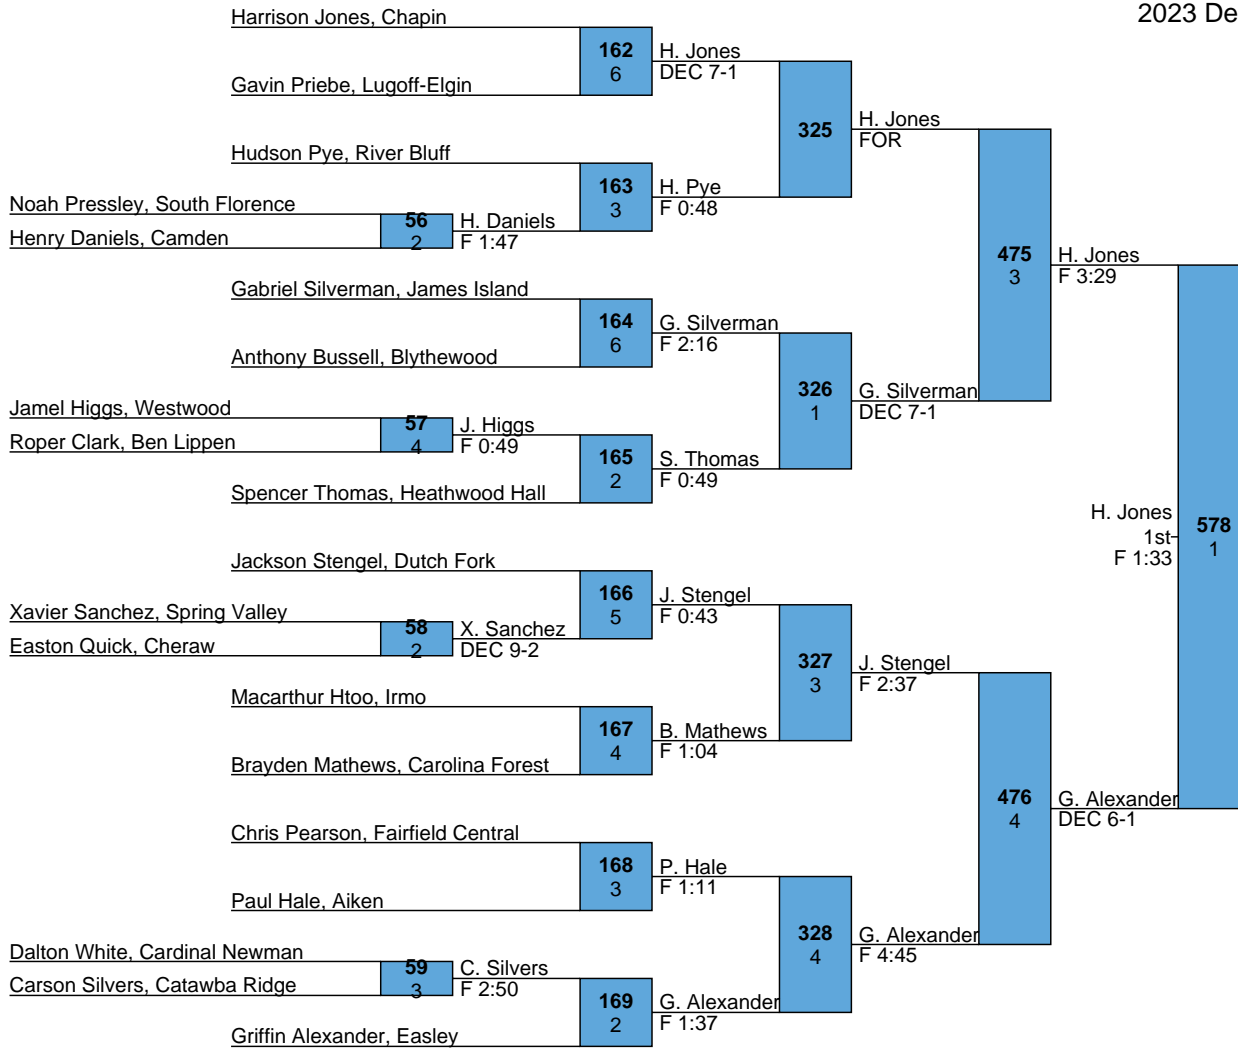 2023 De
Harrison Jones, Chapin
162
6
H. Jones
DEC 7-1
Gavin Priebe, Lugoff-Elgin
325
H. Jones
FOR
Hudson Pye, River Bluff
163
3
H. Pye
F 0:48
Noah Pressley, South Florence
56
2
H. Daniels
F 1:47
Henry Daniels, Camden
475
3
H. Jones
F 3:29
Gabriel Silverman, James Island
164
6
G. Silverman
F 2:16
Anthony Bussell, Blythewood
326
1
G. Silverman
DEC 7-1
Jamel Higgs, Westwood
57
4
J. Higgs
F 0:49
Roper Clark, Ben Lippen
165
2
S. Thomas
F 0:49
Spencer Thomas, Heathwood Hall
H. Jones
1st
F 1:33
578
1
Jackson Stengel, Dutch Fork
166
5
J. Stengel
F 0:43
Xavier Sanchez, Spring Valley
58
2
X. Sanchez
DEC 9-2
Easton Quick, Cheraw
327
3
J. Stengel
F 2:37
Macarthur Htoo, Irmo
167
4
B. Mathews
F 1:04
Brayden Mathews, Carolina Forest
476
4
G. Alexander
DEC 6-1
Chris Pearson, Fairfield Central
168
3
P. Hale
F 1:11
Paul Hale, Aiken
328
4
G. Alexander
F 4:45
Dalton White, Cardinal Newman
59
3
C. Silvers
F 2:50
Carson Silvers, Catawba Ridge
169
2
G. Alexander
F 1:37
Griffin Alexander, Easley